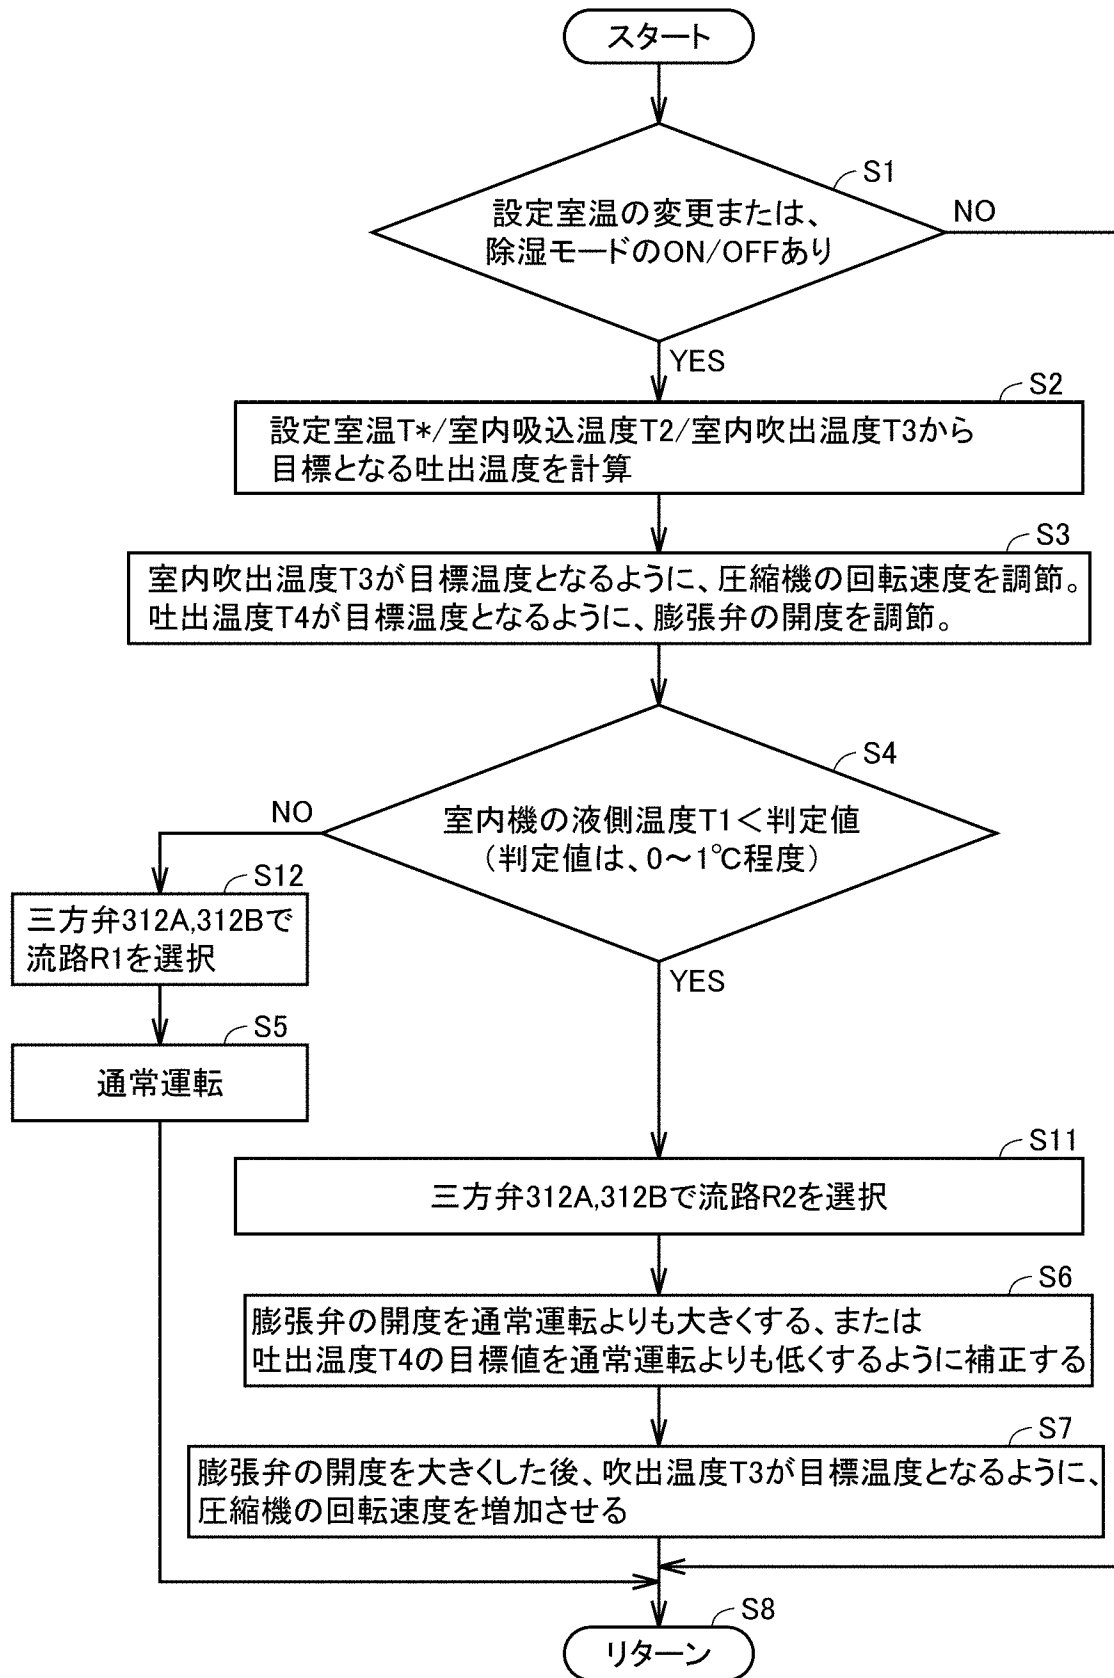 スタート
S1
設定室温の変更または、
除湿モードのON/OFFあり
NO
YES
S2
設定室温T*/室内吸込温度T2/室内吹出温度T3から
目標となる吐出温度を計算
S3
室内吹出温度T3が目標温度となるように、圧縮機の回転速度を調節。
吐出温度T4が目標温度となるように、膨張弁の開度を調節。
S4
室内機の液側温度T1＜判定値
（判定値は、0～1℃程度）
NO
YES
S12
三方弁312A,312Bで
流路R1を選択
S5
通常運転
S11
三方弁312A,312Bで流路R2を選択
S6
膨張弁の開度を通常運転よりも大きくする、または
吐出温度T4の目標値を通常運転よりも低くするように補正する
S7
膨張弁の開度を大きくした後、吹出温度T3が目標温度となるように、
圧縮機の回転速度を増加させる
S8
リターン